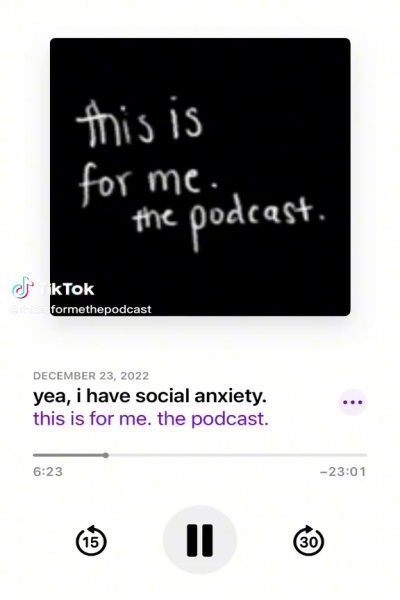 this is
for me.
the podcast.
TikTok
formethepodcast
DECEMBER 23, 2022
yea, i have social anxiety.
this is for me. the podcast.
6:23
−23:01
15
30